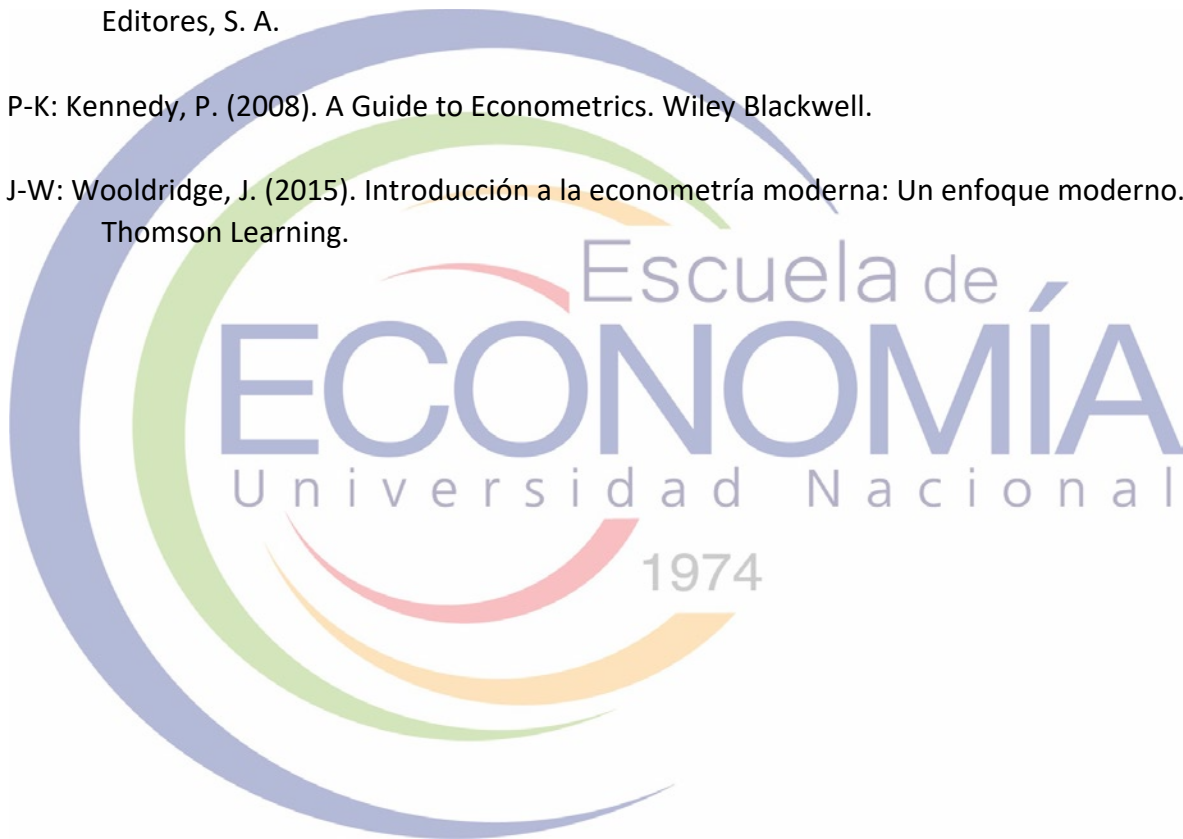 Editores, S. A.
P-K: Kennedy, P. (2008). A Guide to Econometrics. Wiley Blackwell.
J-W: Wooldridge, J. (2015). Introducción a la econometría moderna: Un enfoque moderno.
Thomson Learning.
Escuela de
ECONOMÍA
Universidad Nacional
1974